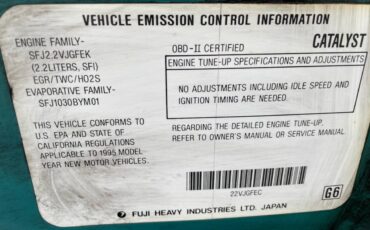 VEHICLE EMISSION CONTROL INFORMATION
ENGINE FAMILY-
SFJ2.2VJGFEK
(2.2LITERS, SFI)
EGR/TWC/HO2S
EVAPORATIVE FAMILY-
SFJ1030BYM01
THIS VEHICLE CONFORMS TO
U.S. EPA AND STATE OF
CALIFORNIA REGULATIONS
APPLICABLE TO 1995 MODEL
YEAR NEW MOTOR VEHICLES.
OBD-II CERTIFIED
CATALYST
ENGINE TUNE-UP SPECIFICATIONS AND ADJUSTMENTS
NO ADJUSTMENTS INCLUDING IDLE SPEED AND
IGNITION TIMING ARE NEEDED.
REGARDING THE DETAILED ENGINE TUNE-UP,
REFER TO OWNER'S MANUAL OR SERVICE MANUAL.
22VJGFEC
G6
FUJI HEAVY INDUSTRIES LTD. JAPAN